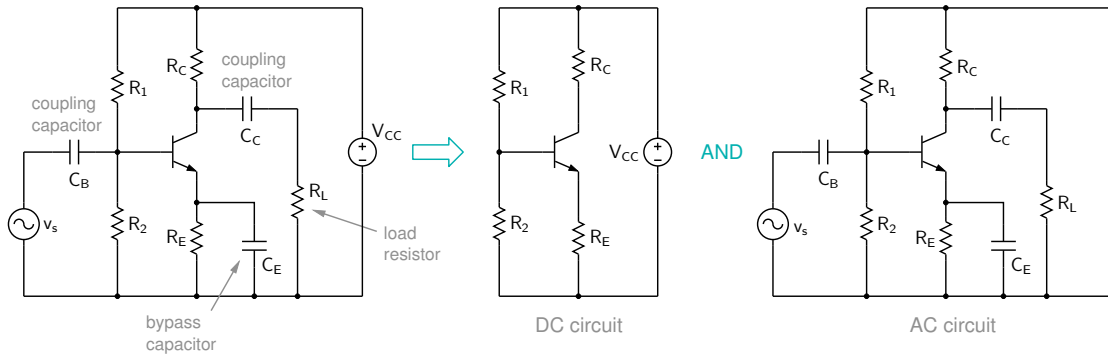 coupling
capacitor
R_C
R_1
coupling
capacitor
C_C
V_CC
C_B
R_L
v_s
R_2
R_E
C_E
load
resistor
bypass
capacitor
R_C
R_1
V_CC
R_2
R_E
DC circuit
AND
R_C
R_1
C_C
C_B
R_L
v_s
R_2
R_E
C_E
AC circuit